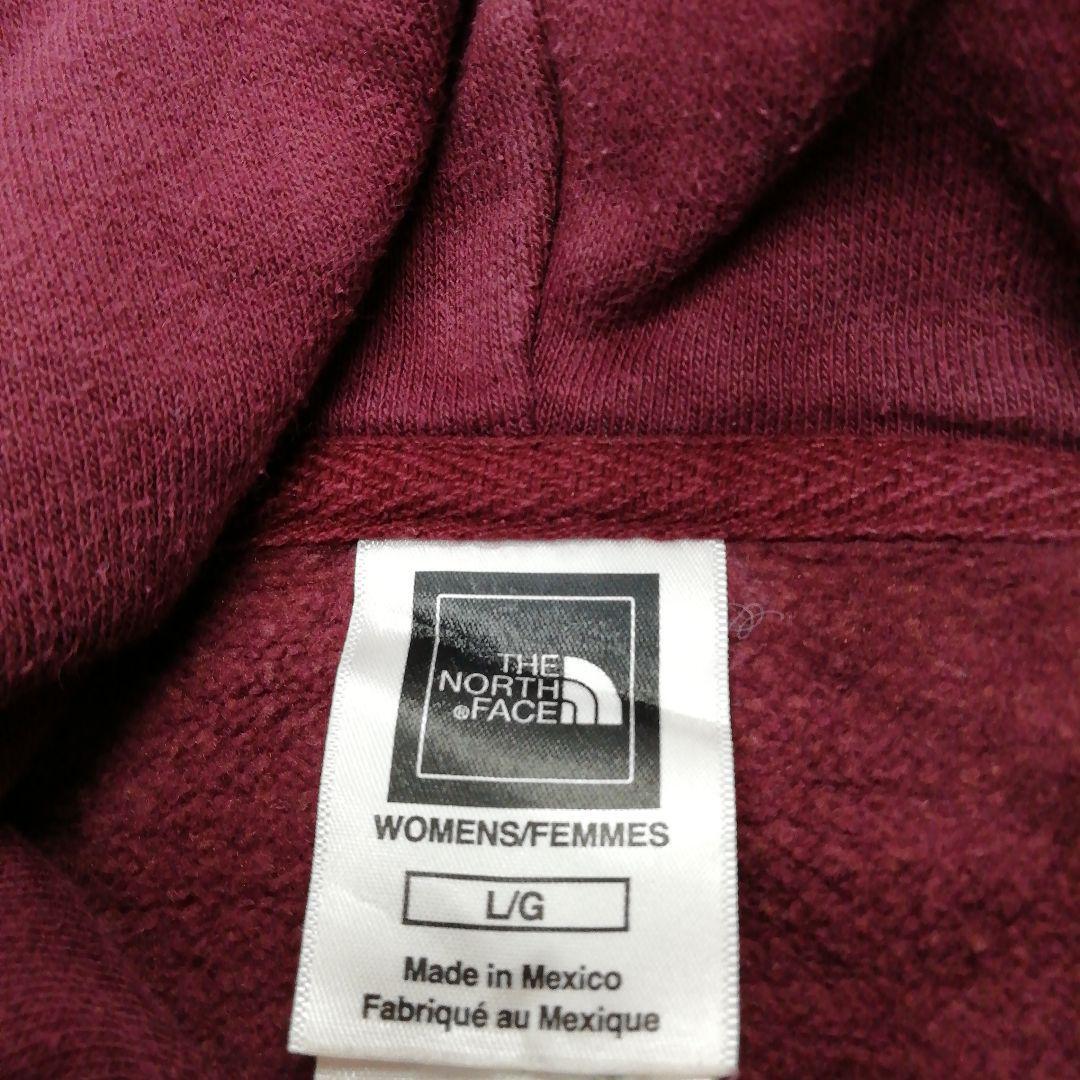 THE
NORTH
®FACE
WOMENS/FEMMES
L/G
Made in Mexico
Fabriqué au Mexique